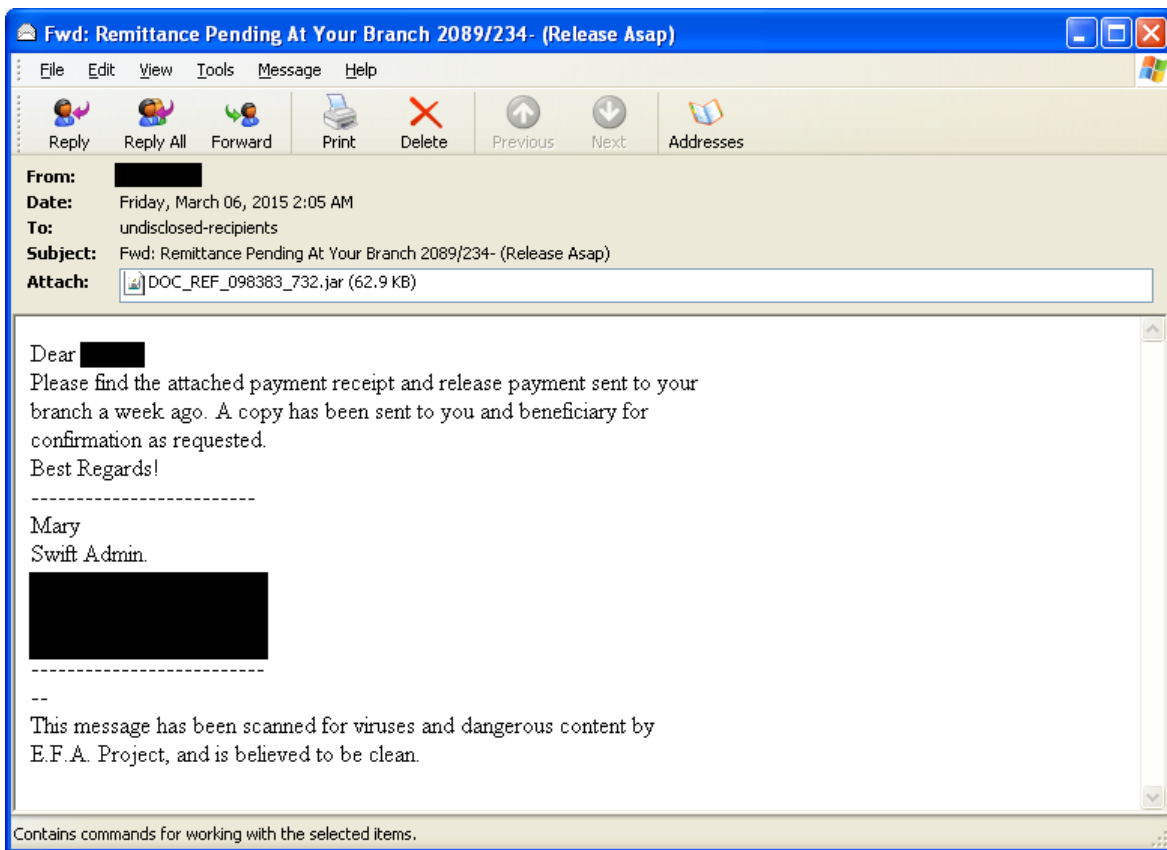 Fwd: Remittance Pending At Your Branch 2089/234- (Release Asap)
File Edit View Tools Message Help
Reply Reply All Forward Print Delete Previous Next Addresses
From:
Date: Friday, March 06, 2015 2:05 AM
To: undisclosed-recipients
Subject: Fwd: Remittance Pending At Your Branch 2089/234- (Release Asap)
Attach: DOC_REF_098383_732.jar (62.9 KB)
Dear
Please find the attached payment receipt and release payment sent to your
branch a week ago. A copy has been sent to you and beneficiary for
confirmation as requested.
Best Regards!
-------------------------
Mary
Swift Admin.
--------------------------
--
This message has been scanned for viruses and dangerous content by
E.F.A. Project, and is believed to be clean.
Contains commands for working with the selected items.